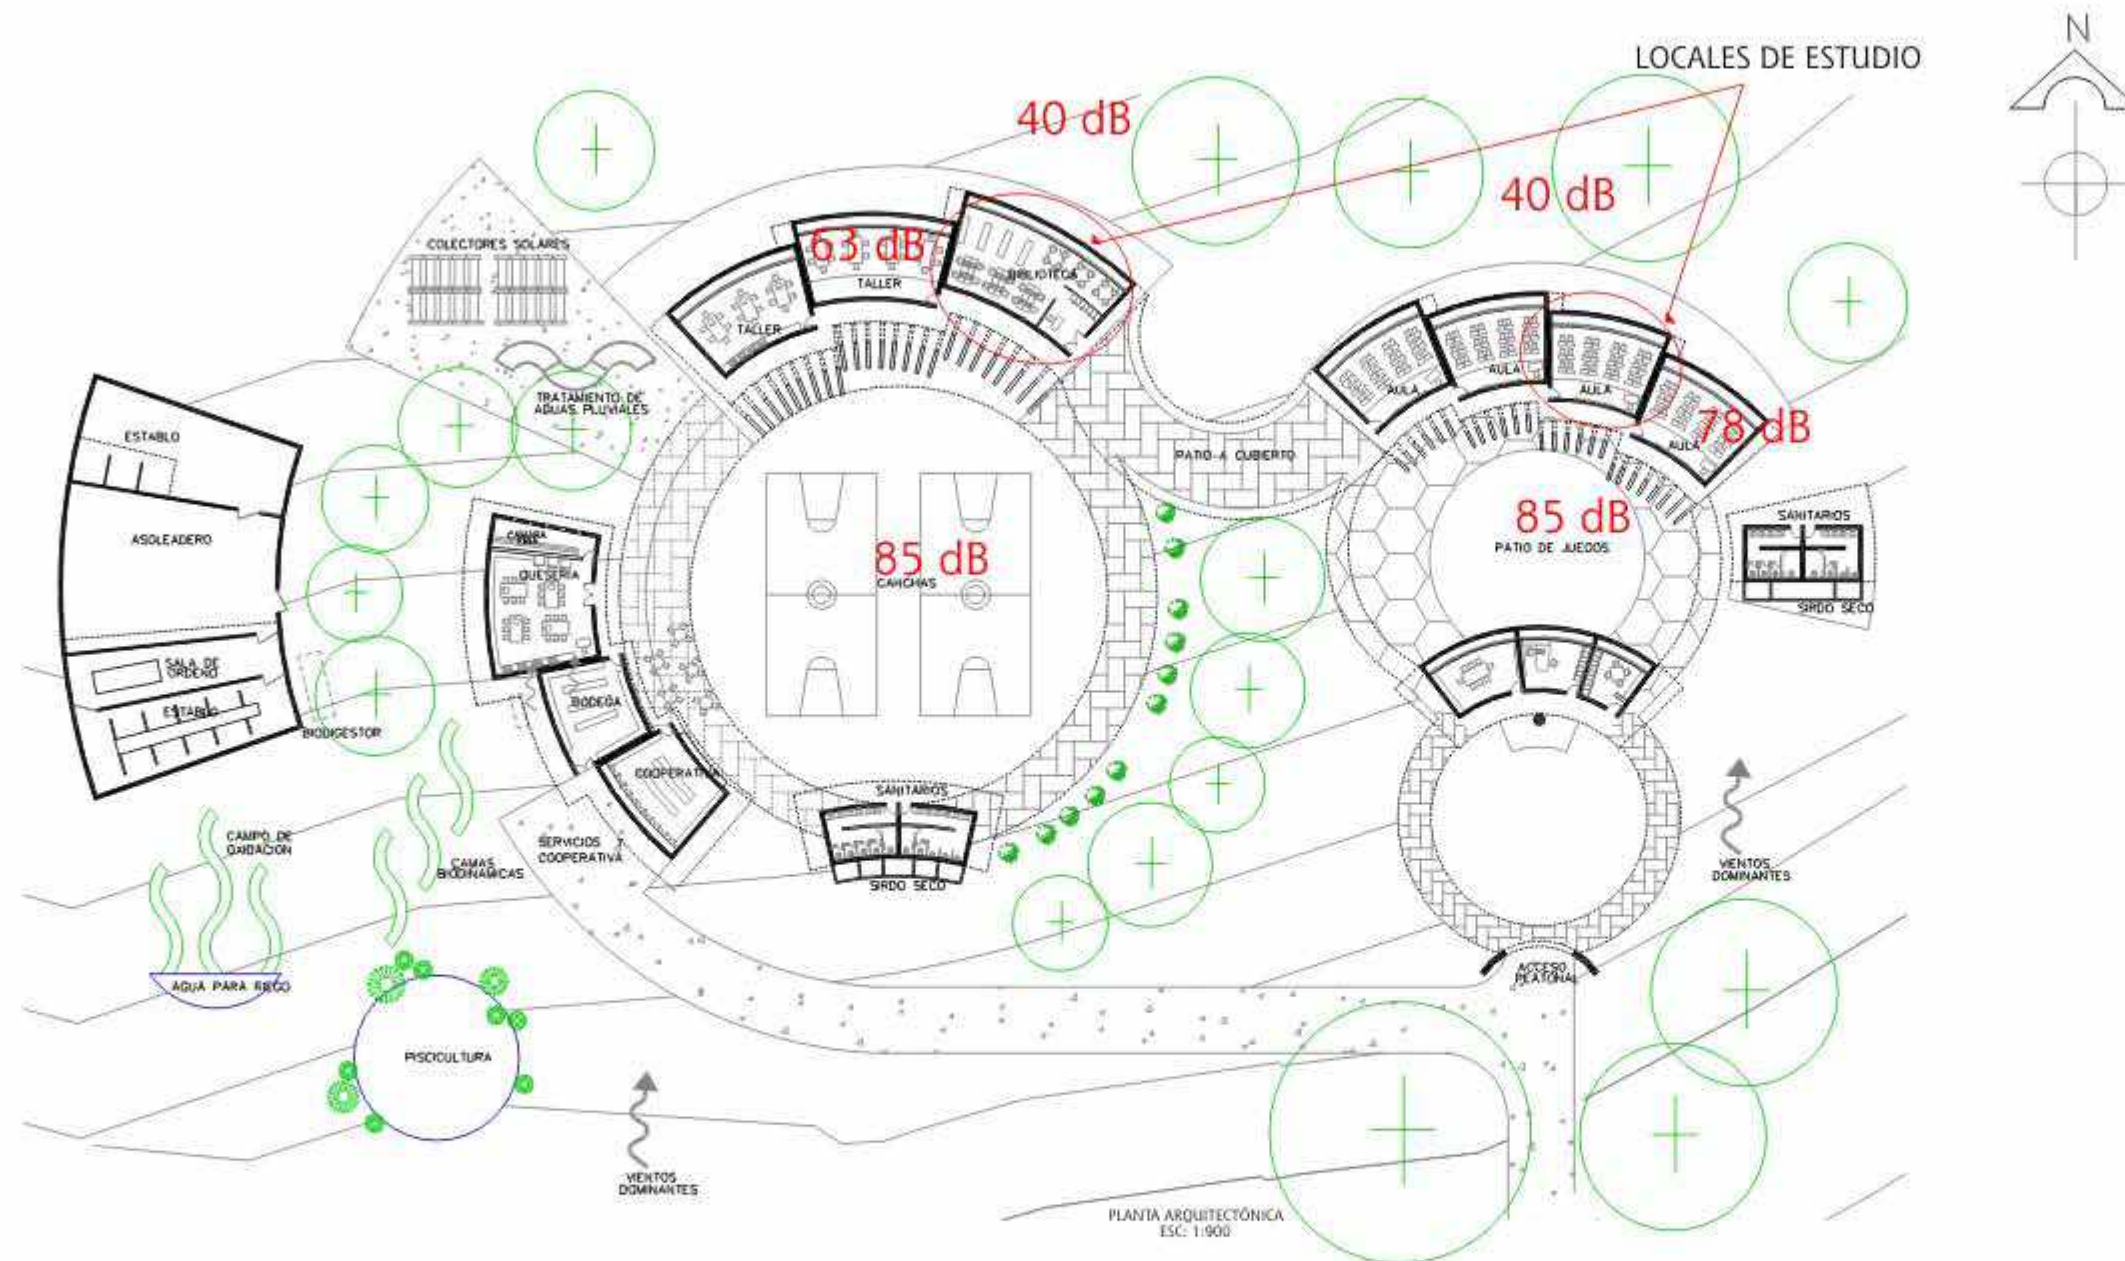 N
LOCALES DE ESTUDIO
40 dB
40 dB
COLECTORES SOLARES
63 dB
TALLER
BIBLIOTECA
TALLER
AULA
AULA
AULA
AULA
78 dB
TRATAMIENTO DE
AGUAS PLUVIALES
ESTABLO
PATIO A CUBIERTO
ASOLEADERO
QUESERIA
85 dB
CANCHAS
85 dB
PATIO DE JUEGOS
SANITARIOS
SIRDO SECO
SALA DE
ORDEÑO
ESTABLO
BIODIGESTOR
BODEGA
COOPERATIVA
SANITARIOS
SIRDO SECO
SERVICIOS Y
COOPERATIVA
CAMPO DE
OXIDACION
CAMAS
BIODINAMICAS
VIENTOS
DOMINANTES
AGUA PARA RIEGO
ACCESO
PEATONAL
PISCICULTURA
VIENTOS
DOMINANTES
PLANTA ARQUITECTÓNICA
ESC: 1:900